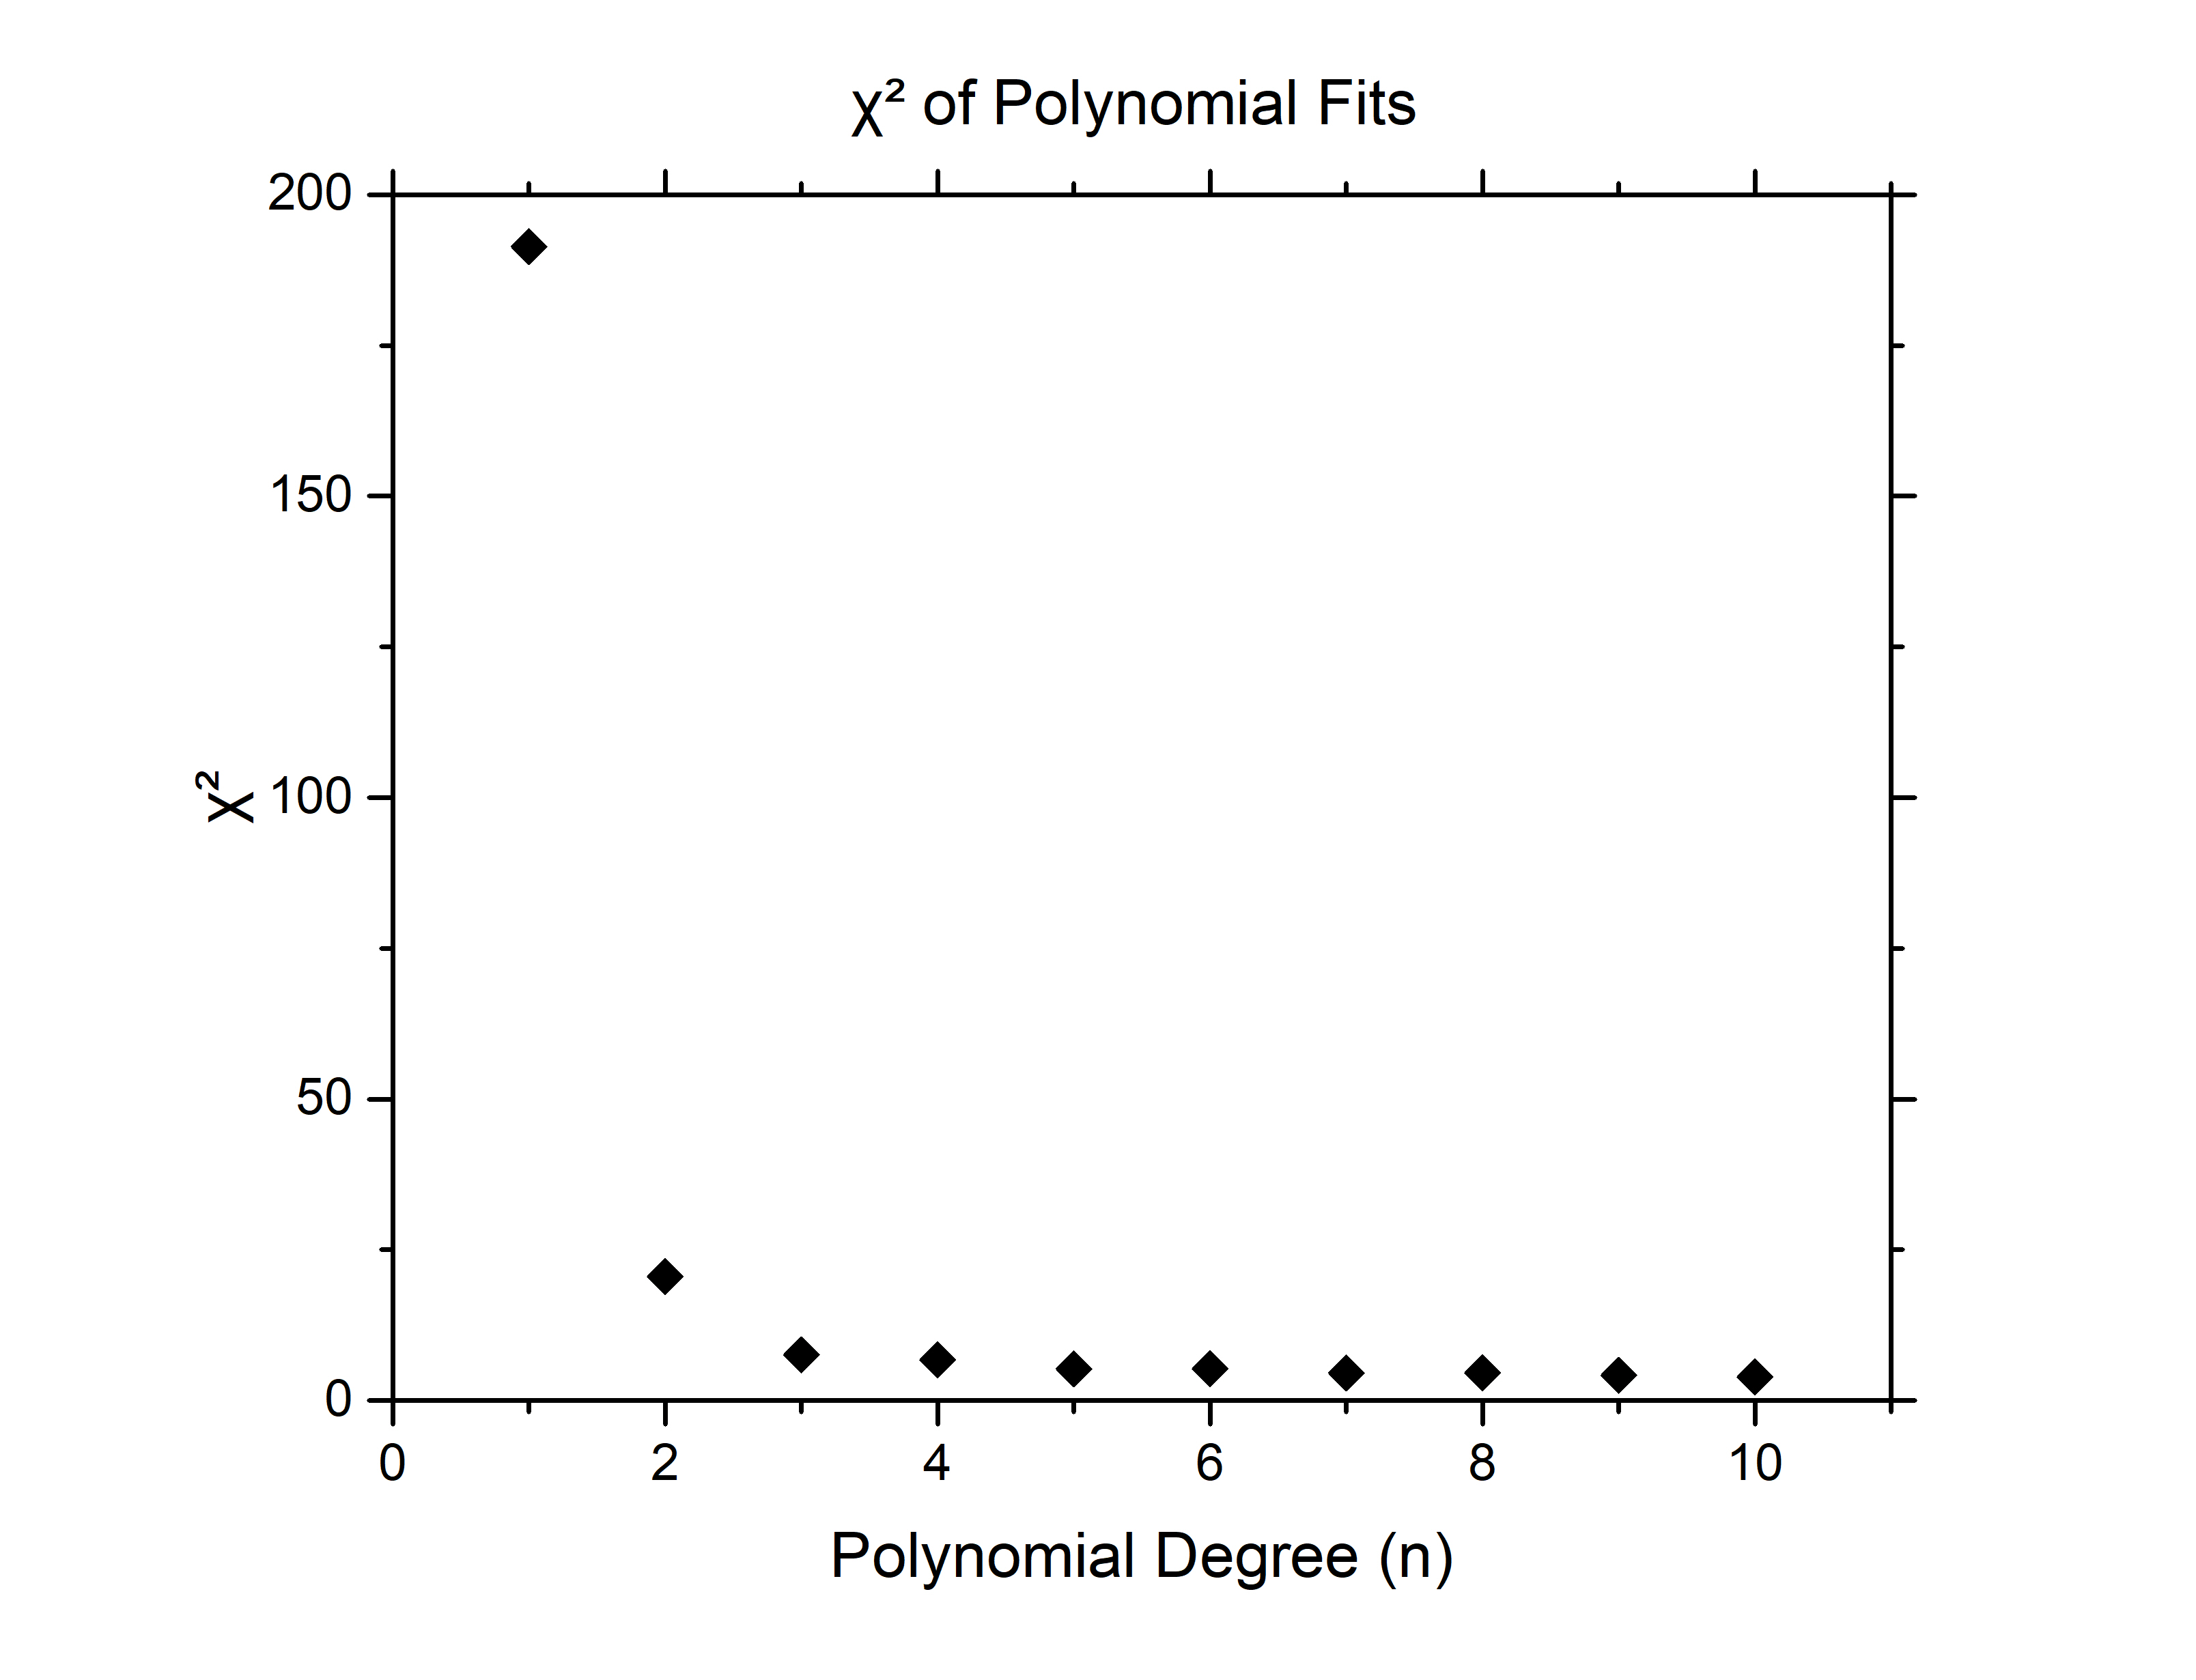 χ² of Polynomial Fits
200
150
100
50
0
χ²
0 2 4 6 8 10
Polynomial Degree (n)